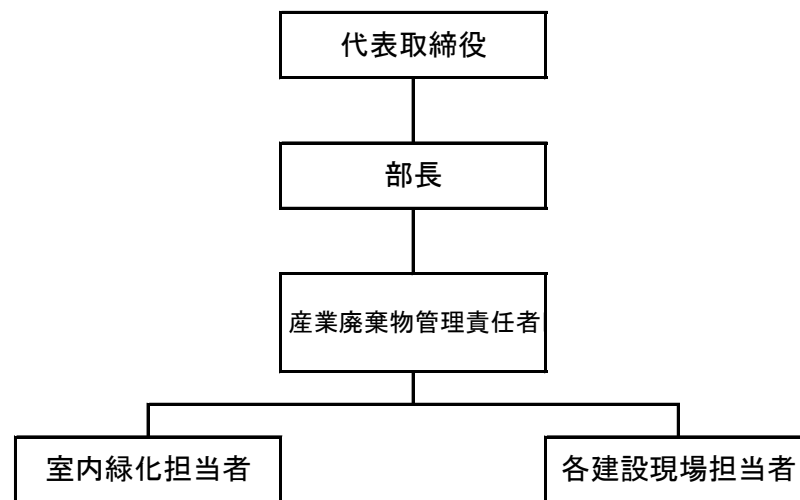 代表取締役
部長
産業廃棄物管理責任者
室内緑化担当者
各建設現場担当者